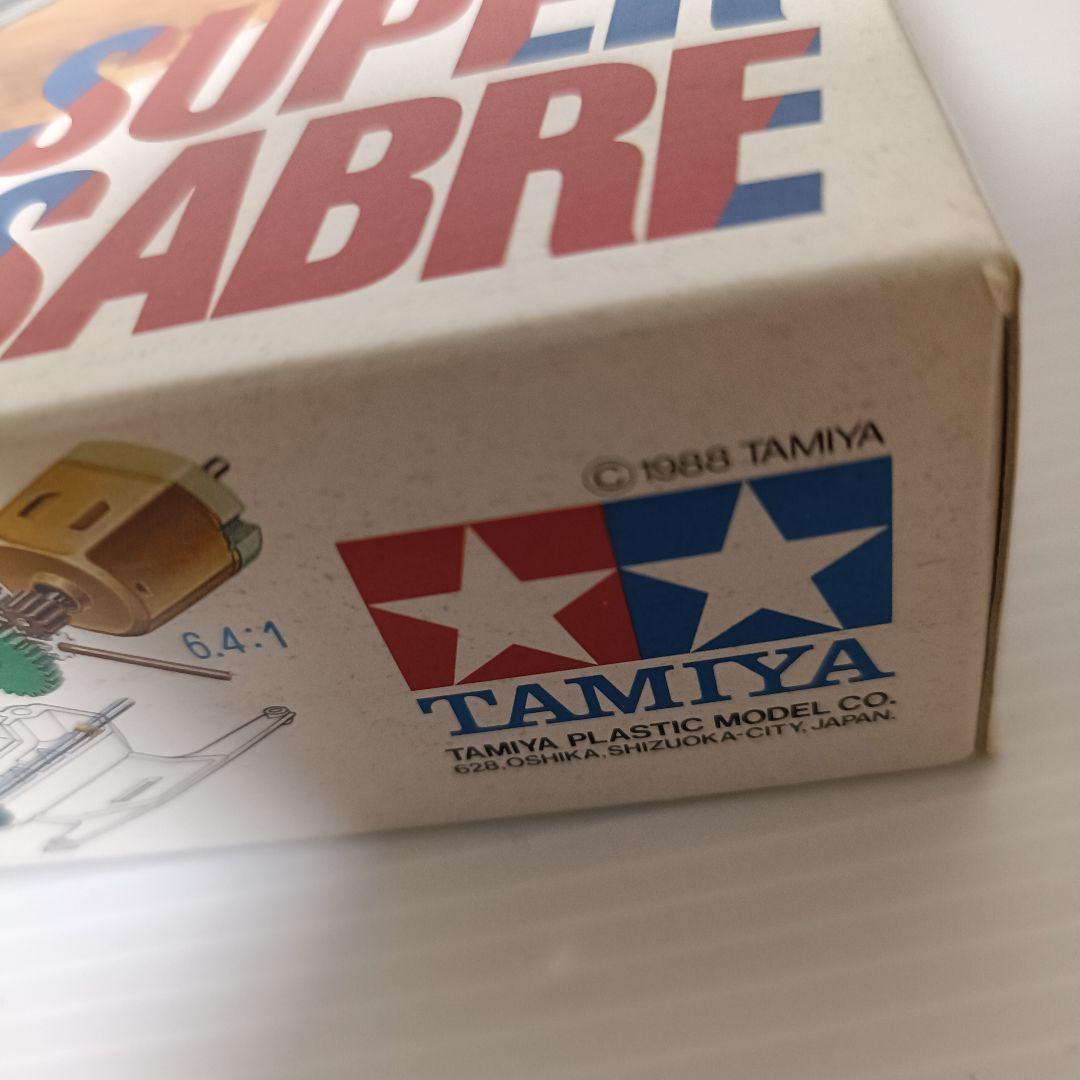 SUPER
SABRE
© 1988 TAMIYA
6.4:1
TAMIYA
TAMIYA PLASTIC MODEL CO.
628, OSHIKA, SHIZUOKA-CITY, JAPAN.